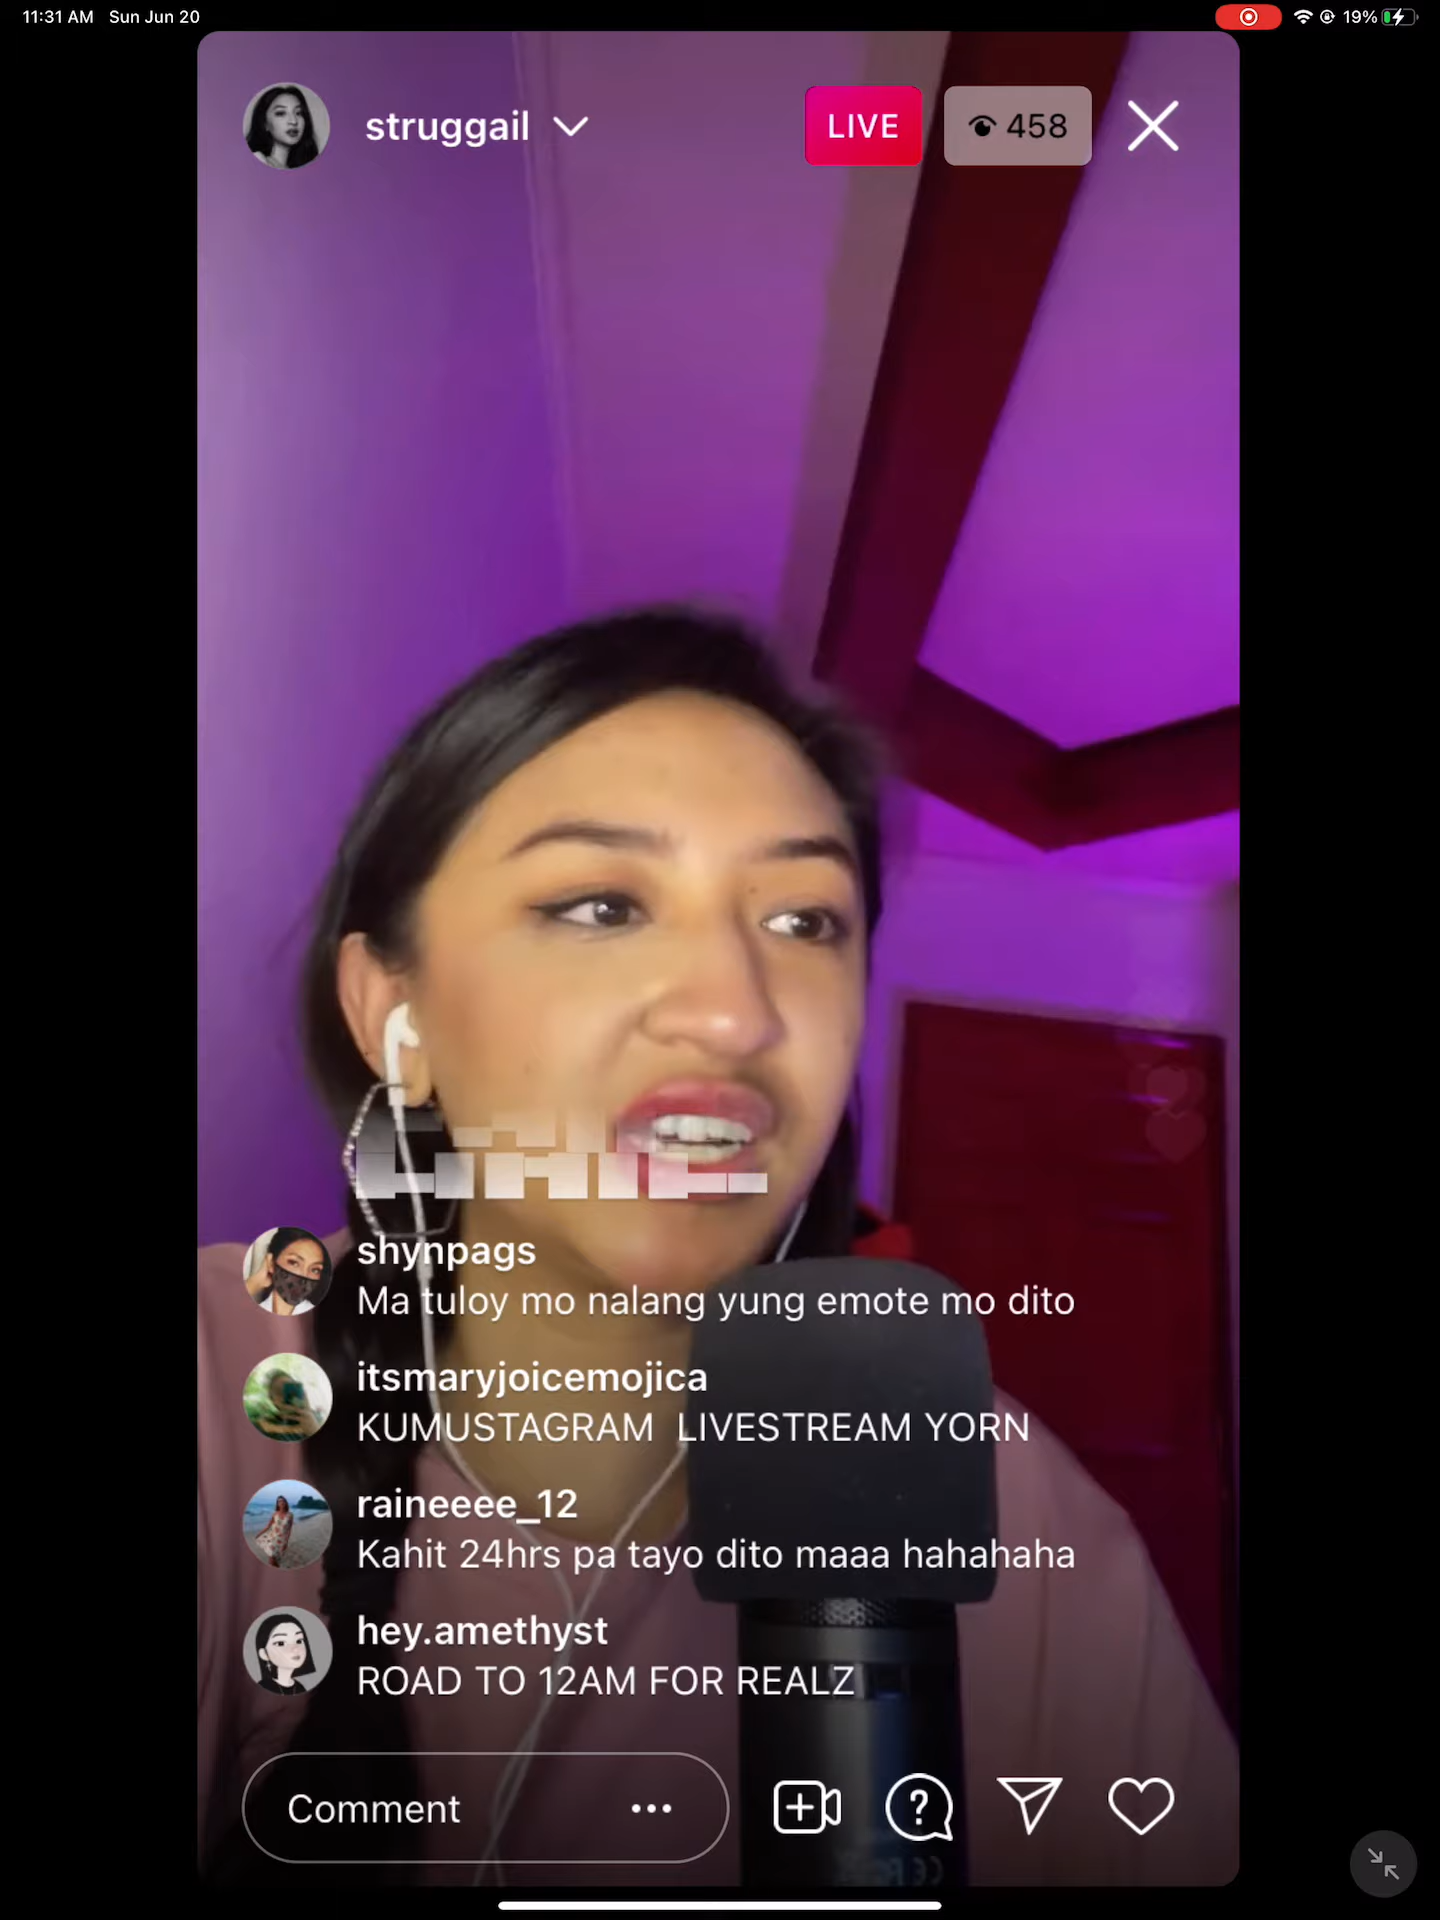 11:31 AM Sun Jun 20
19%
struggail
LIVE
458
shynpags
Ma tuloy mo nalang yung emote mo dito
itsmaryjoicemojica
KUMUSTAGRAM LIVESTREAM YORN
raineeee_12
Kahit 24hrs pa tayo dito maaa hahahaha
hey.amethyst
ROAD TO 12AM FOR REALZ
Comment